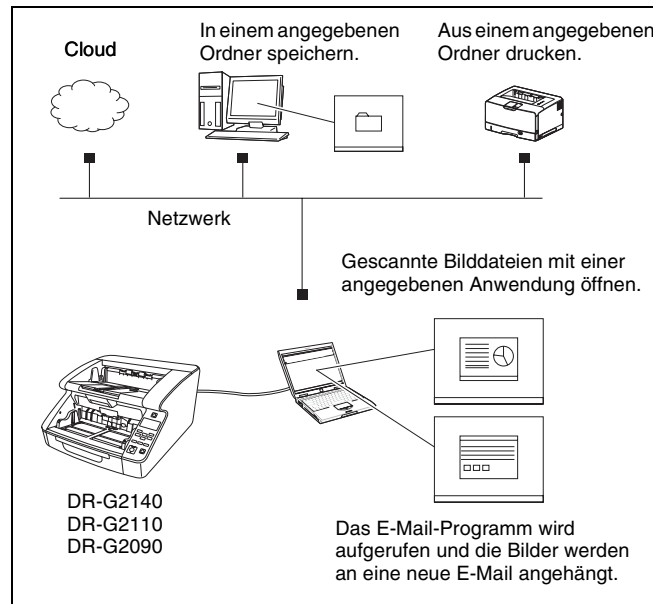 Cloud
In einem angegebenen
Ordner speichern.
Aus einem angegebenen
Ordner drucken.
Netzwerk
Gescannte Bilddateien mit einer
angegebenen Anwendung öffnen.
DR-G2140
DR-G2110
DR-G2090
Das E-Mail-Programm wird
aufgerufen und die Bilder werden
an eine neue E-Mail angehängt.